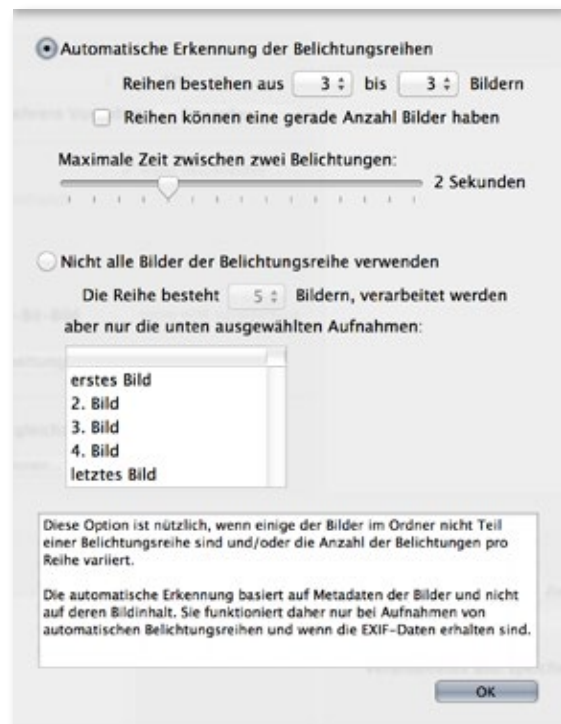 Automatische Erkennung der Belichtungsreihen
Reihen bestehen aus 3 bis 3 Bildern
Reihen können eine gerade Anzahl Bilder haben
Maximale Zeit zwischen zwei Belichtungen:
2 Sekunden
Nicht alle Bilder der Belichtungsreihe verwenden
Die Reihe besteht 5 Bildern, verarbeitet werden
aber nur die unten ausgewählten Aufnahmen:
erstes Bild
2. Bild
3. Bild
4. Bild
letztes Bild
Diese Option ist nützlich, wenn einige der Bilder im Ordner nicht Teil
einer Belichtungsreihe sind und/oder die Anzahl der Belichtungen pro
Reihe variiert.
Die automatische Erkennung basiert auf Metadaten der Bilder und nicht
auf deren Bildinhalt. Sie funktioniert daher nur bei Aufnahmen von
automatischen Belichtungsreihen und wenn die EXIF-Daten erhalten sind.
OK